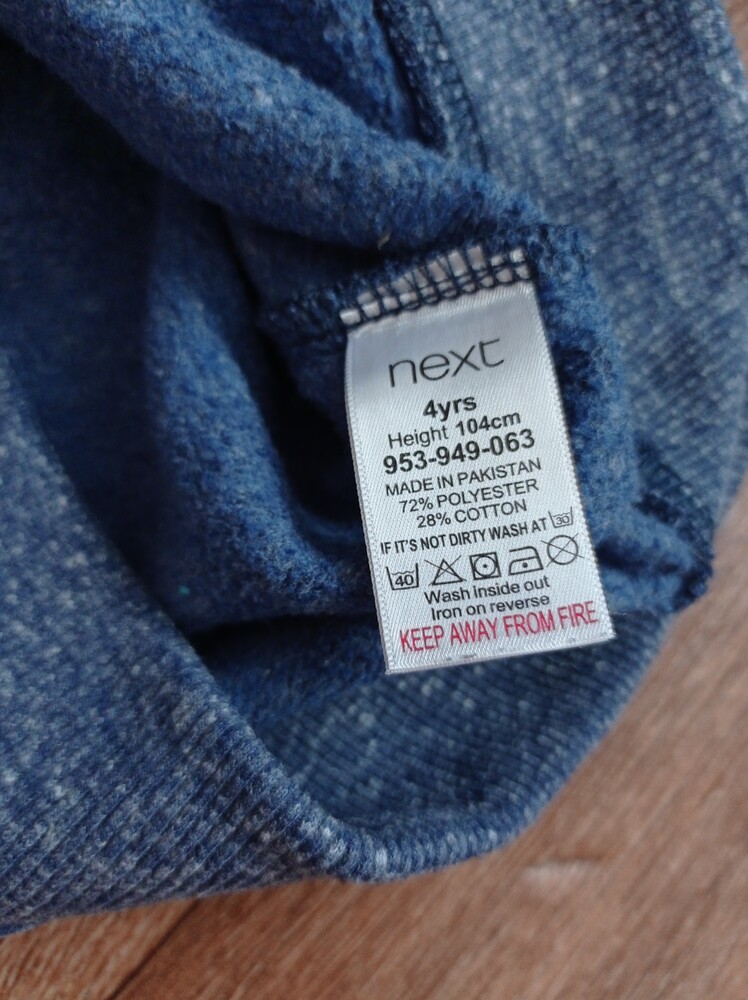 next
4yrs
Height 104cm
953-949-063
MADE IN PAKISTAN
72% POLYESTER
28% COTTON
IF IT'S NOT DIRTY WASH AT 30
40
Wash inside out
Iron on reverse
KEEP AWAY FROM FIRE